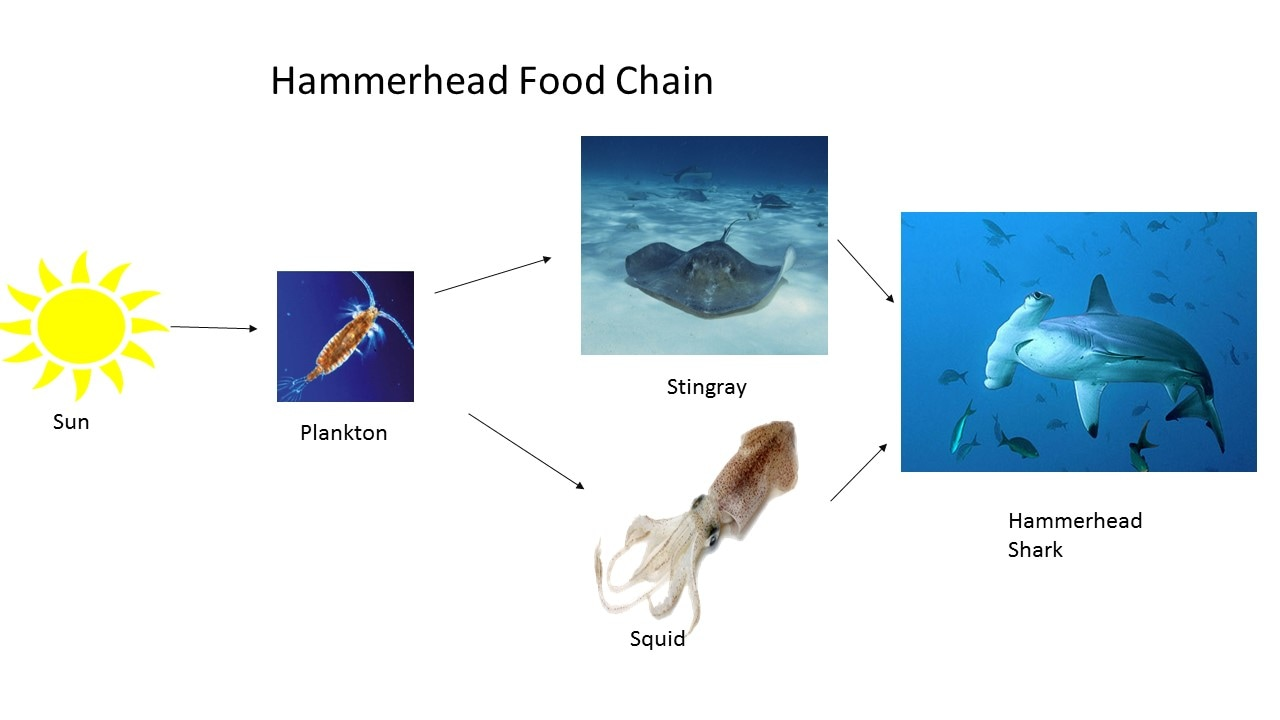 Hammerhead Food Chain
Sun
Plankton
Stingray
Squid
Hammerhead
Shark